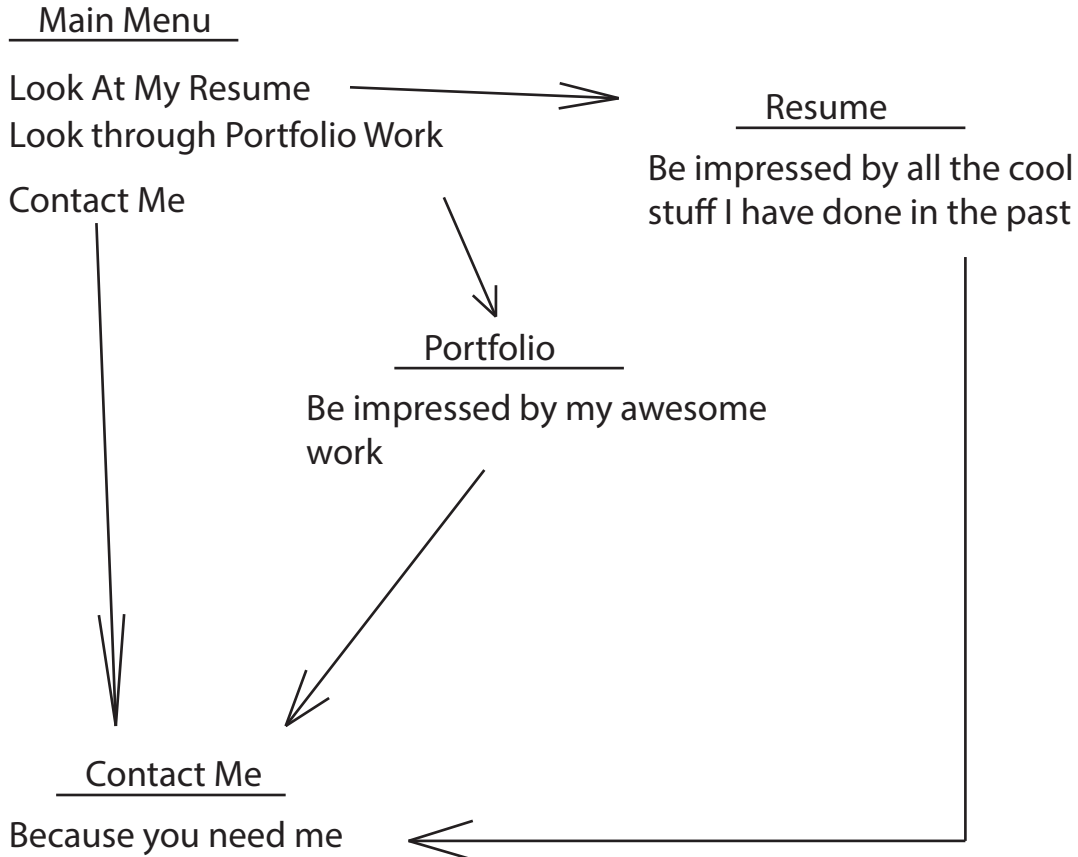 Main Menu
Look At My Resume
Look through Portfolio Work
Contact Me
Resume
Be impressed by all the cool
stuff I have done in the past
Portfolio
Be impressed by my awesome
work
Contact Me
Because you need me